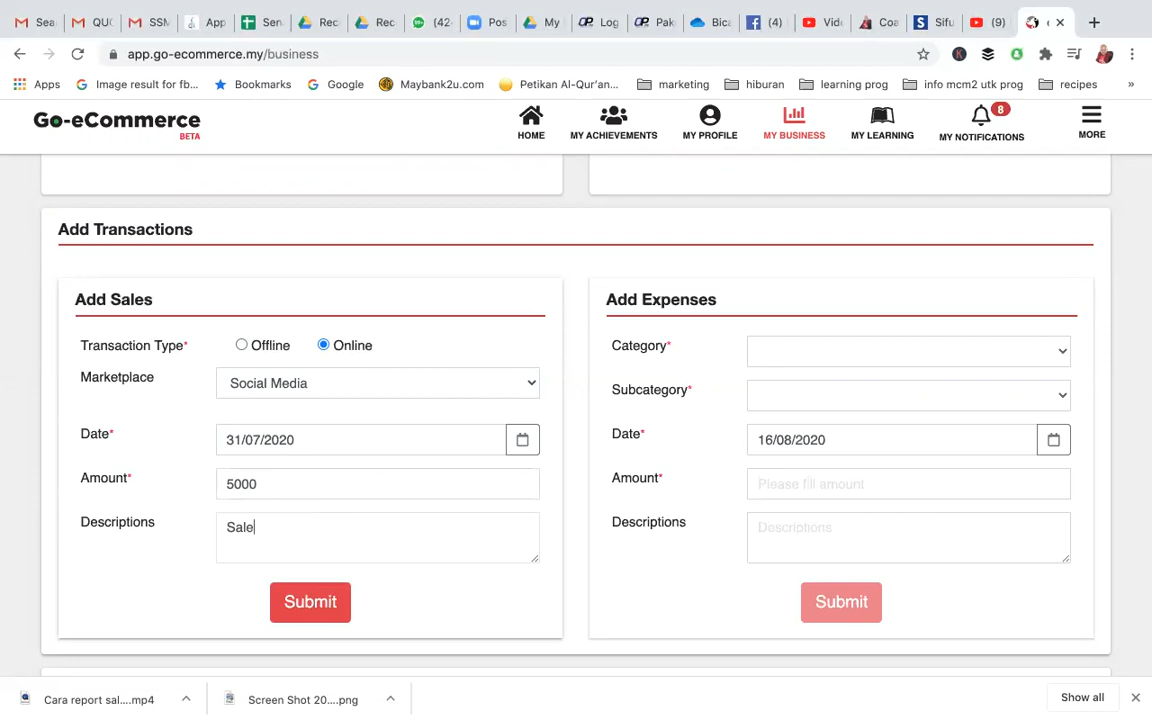 Sea
QUO
SSM
App
Sen
Rec
Rec
(42
Pos
My
Log
Pak
Bica
(4)
Vide
Coa
Sifu
(9)
app.go-ecommerce.my/business
Apps
Image result for fb...
Bookmarks
Google
Maybank2u.com
Petikan Al-Qur'an...
marketing
hiburan
learning prog
info mcm2 utk prog
recipes
»
Go-eCommerce
BETA
HOME
MY ACHIEVEMENTS
MY PROFILE
MY BUSINESS
MY LEARNING
8
MY NOTIFICATIONS
MORE
Add Transactions
Add Sales
Transaction Type*
Offline
Online
Marketplace
Social Media
Date*
31/07/2020
Amount*
5000
Descriptions
Sale
Submit
Add Expenses
Category*
Subcategory*
Date*
16/08/2020
Amount*
Please fill amount
Descriptions
Descriptions
Submit
Cara report sal....mp4
Screen Shot 20....png
Show all